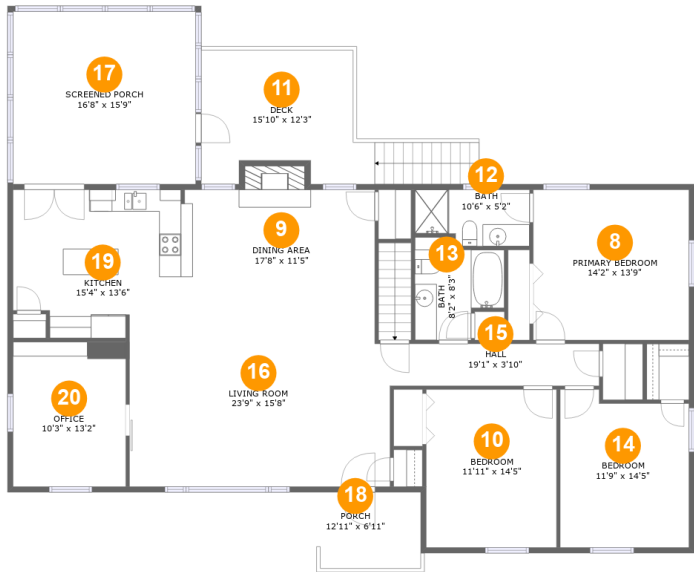 17
SCREENED PORCH
16'8" x 15'9"
11
DECK
15'10" x 12'3"
12
BATH
10'6" x 5'2"
9
DINING AREA
17'8" x 11'5"
13
BATH
8'2" x 8'3"
8
PRIMARY BEDROOM
14'2" x 13'9"
19
KITCHEN
15'4" x 13'6"
15
HALL
19'1" x 3'10"
16
LIVING ROOM
23'9" x 15'8"
20
OFFICE
10'3" x 13'2"
10
BEDROOM
11'11" x 14'5"
14
BEDROOM
11'9" x 14'5"
18
PORCH
12'11" x 6'11"